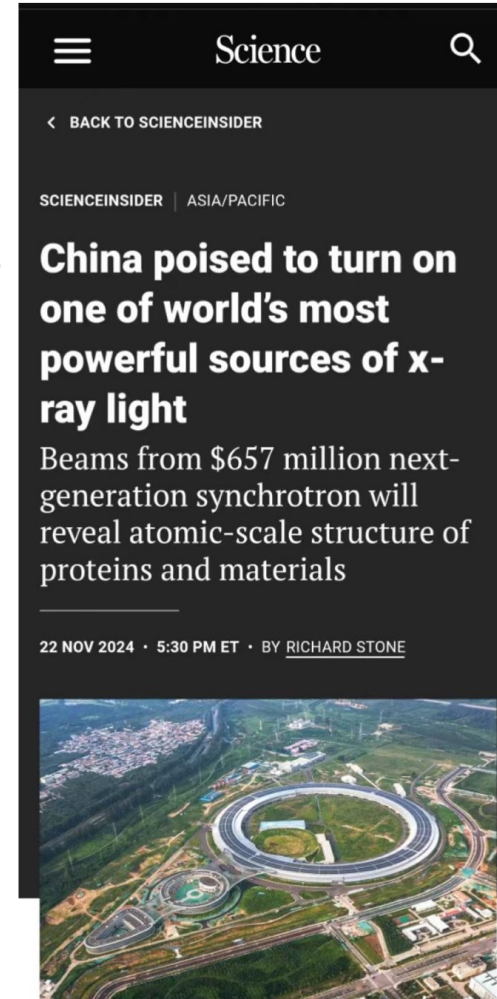 Science
BACK TO SCIENCEINSIDER
SCIENCEINSIDER | ASIA/PACIFIC
China poised to turn on
one of world’s most
powerful sources of x-
ray light
Beams from $657 million next-
generation synchrotron will
reveal atomic-scale structure of
proteins and materials
22 NOV 2024 • 5:30 PM ET • BY RICHARD STONE